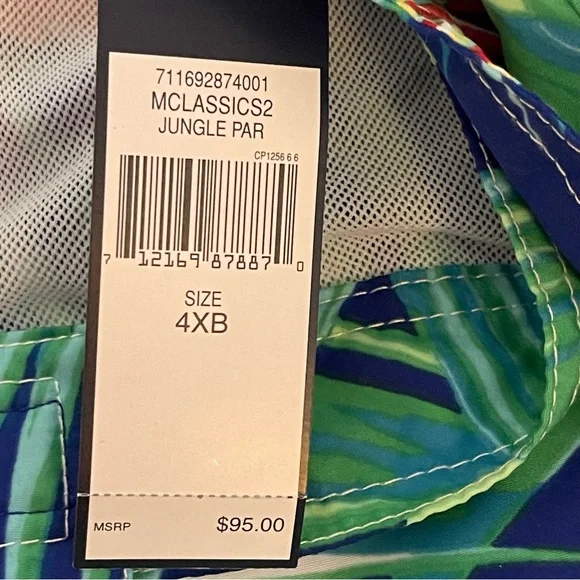 711692874001
MCLASSICS2
JUNGLE PAR
CP1256 6 6
7 12169 87887 0
SIZE
4XB
MSRP $95.00